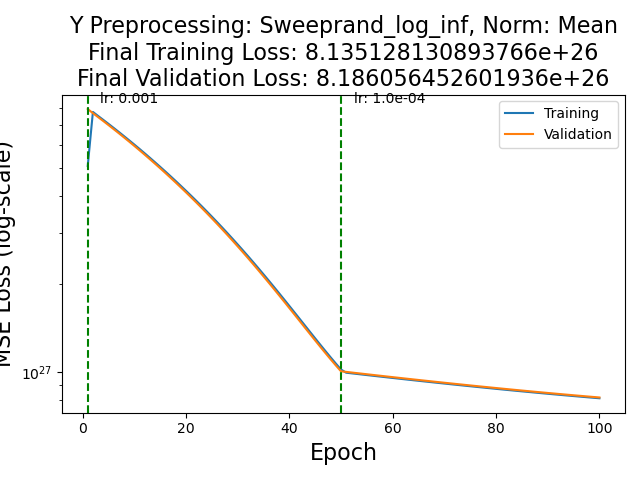 Y Preprocessing: Sweeprand_log_inf, Norm: Mean
Final Training Loss: 8.135128130893766e+26
Final Validation Loss: 8.186056452601936e+26
lr: 0.001
lr: 1.0e-04
Training
Validation
MSE Loss (log-scale)
10^27
0 20 40 60 80 100
Epoch